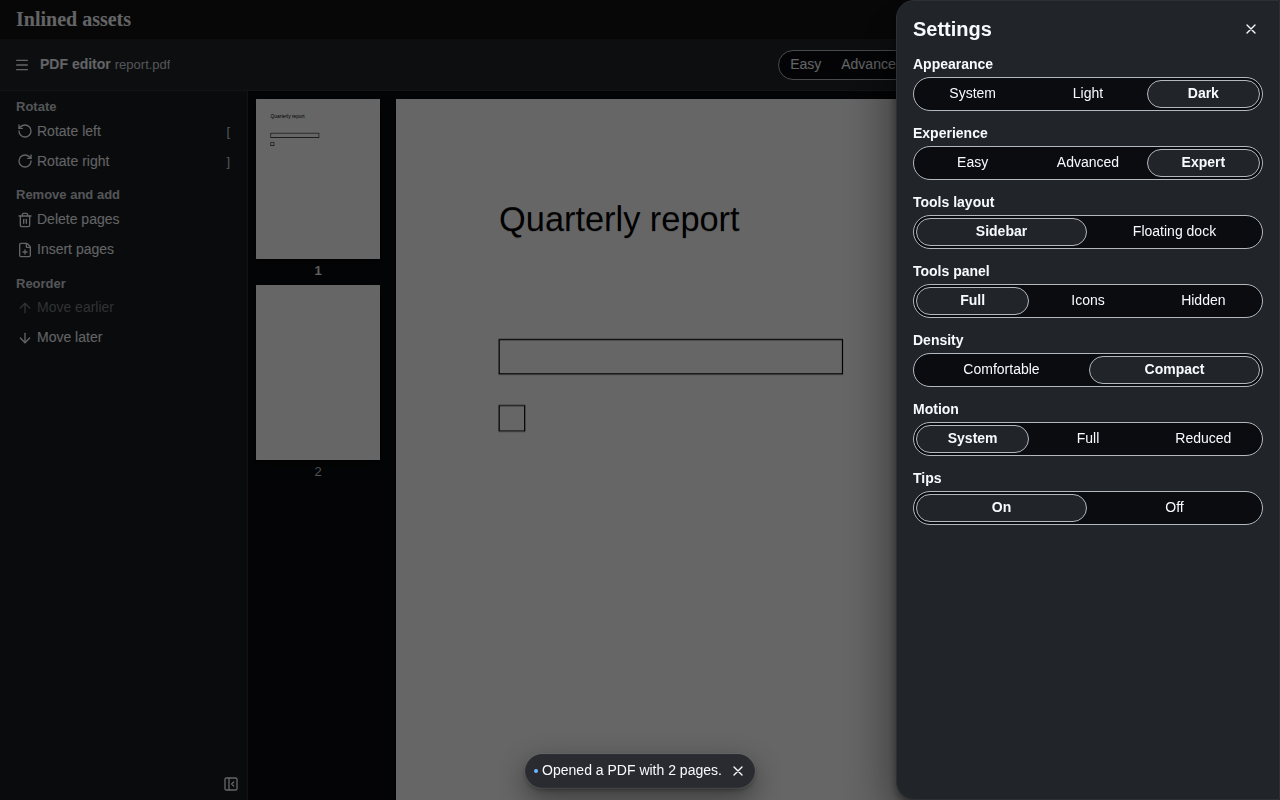 Inlined assets
PDF editor report.pdf
Easy Advance
Rotate
Rotate left [
Rotate right ]
Remove and add
Delete pages
Insert pages
Reorder
Move earlier
Move later
Quarterly report
1
2
Quarterly report
Opened a PDF with 2 pages.
Settings
Appearance
System Light Dark
Experience
Easy Advanced Expert
Tools layout
Sidebar Floating dock
Tools panel
Full Icons Hidden
Density
Comfortable Compact
Motion
System Full Reduced
Tips
On Off